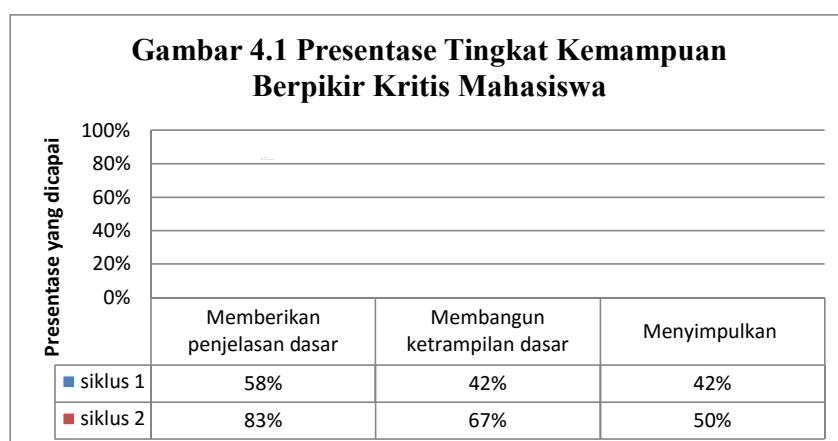 Gambar 4.1 Presentase Tingkat Kemampuan
Berpikir Kritis Mahasiswa
Presentase yang dicapai
100%
80%
60%
40%
20%
0%
Memberikan penjelasan dasar
Membangun ketrampilan dasar
Menyimpulkan
siklus 1 58% 42% 42%
siklus 2 83% 67% 50%